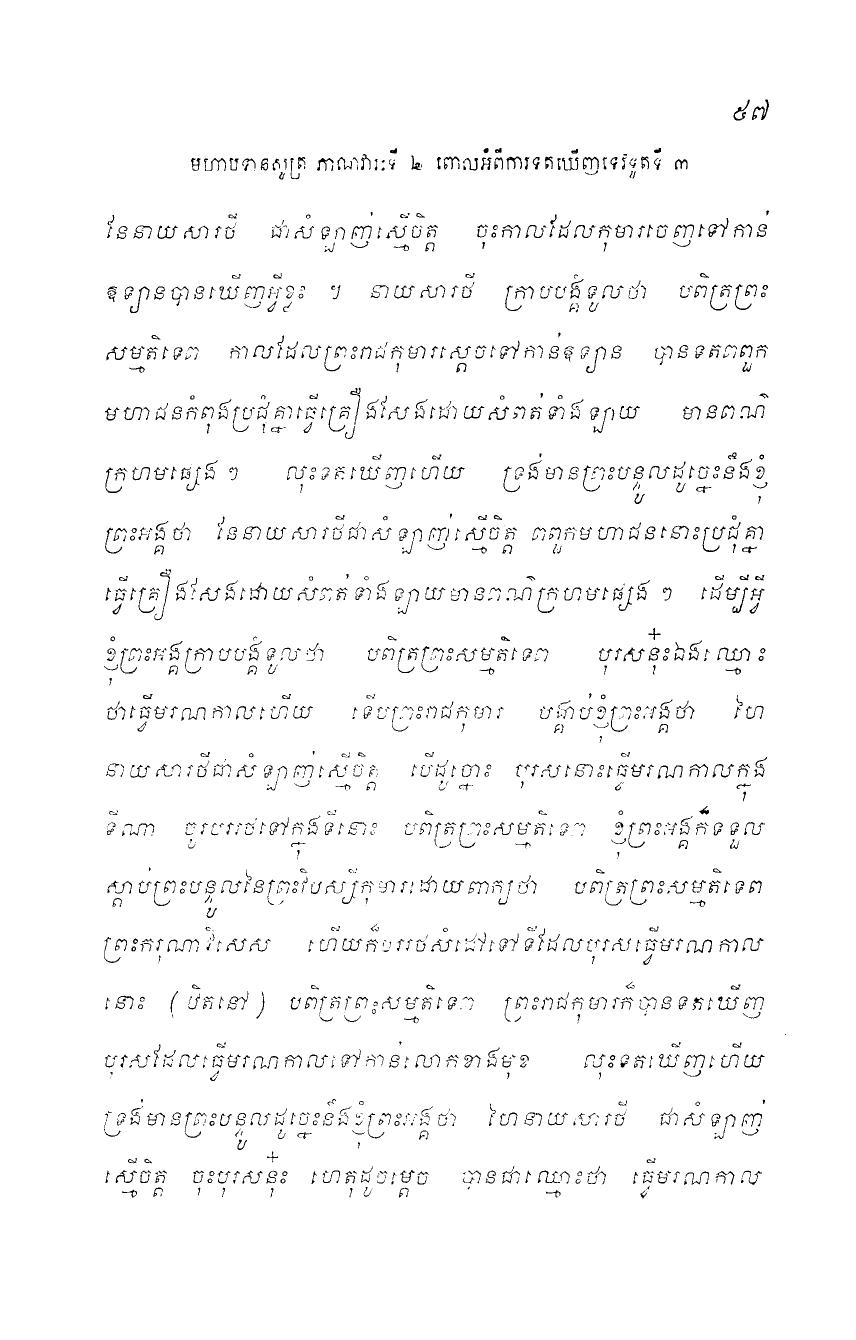 ៥៧
មហាបទានសូត្រ ភាណវារៈទី ២ ពោលអំពីការទតឃើញទេវទូតទី ៣
នែនាយសារថី ជាសំឡាញ់ស្មើចិត្ត ចុះកាលដែលកុមារចេញទៅកាន់
ឧទ្យានបានឃើញអ្វីខ្លះ ។ នាយសារថី ក្រាបបង្គំទូលថា បពិត្រព្រះ
សម្មតិទេព កាលដែលព្រះរាជកុមារស្តេចទៅកាន់ឧទ្យាន បានទតពពួក
មហាជនកំពុងប្រជុំគ្នាធ្វើគ្រឿងសែងដោយសំពត់ទាំងឡាយ មានពណ៌
ក្រហមផ្សេង ៗ លុះទតឃើញហើយ ទ្រង់មានព្រះបន្ទូលដូច្នេះនឹងខ្ញុំ
ព្រះអង្គថា នែនាយសារថីជាសំឡាញ់ស្មើចិត្ត ពពួកមហាជននោះប្រជុំគ្នា
ធ្វើគ្រឿងសែងដោយសំពត់ទាំងឡាយមានពណ៌ក្រហមផ្សេង ៗ ដើម្បីអ្វី
ខ្ញុំព្រះអង្គក្រាបបង្គំទូលថា បពិត្រព្រះសម្មតិទេព បុរសនុ៎ះឯងឈ្មោះ
ថាធ្វើមរណកាលហើយ ទើបព្រះរាជកុមារ បង្គាប់ខ្ញុំព្រះអង្គថា ហៃ
នាយសារថីជាសំឡាញ់ស្មើចិត្ត បើដូច្នោះ បុរសនោះធ្វើមរណកាលក្នុង
ទីណា ចូរបររថទៅក្នុងទីនោះ បពិត្រព្រះសម្មតិទេព ខ្ញុំព្រះអង្គក៏ទទួល
ស្តាប់ព្រះបន្ទូលនៃព្រះវិបស្សីកុមារដោយពាក្យថា បពិត្រព្រះសម្មតិទេព
ព្រះករុណាវិសេស ហើយក៏បររថសំដៅទៅទីដែលបុរសធ្វើមរណកាល
នោះ (ឋិតនៅ) បពិត្រព្រះសម្មតិទេព ព្រះរាជកុមារក៏បានទតឃើញ
បុរសដែលធ្វើមរណកាលទៅកាន់លោកខាងមុខ លុះទតឃើញហើយ
ទ្រង់មានព្រះបន្ទូលដូច្នេះនឹងខ្ញុំព្រះអង្គថា ហៃនាយសារថី ជាសំឡាញ់
ស្មើចិត្ត ចុះបុរសនុ៎ះ ហេតុដូចម្តេច បានជាឈ្មោះថា ធ្វើមរណកាល